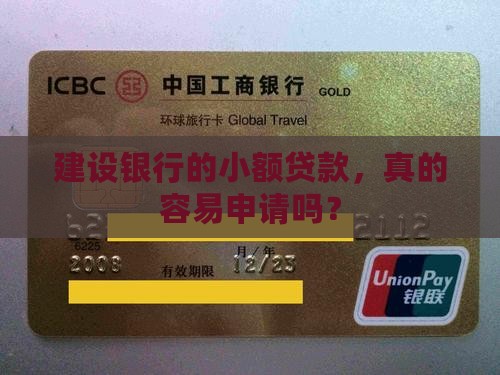 ICBC 中国工商银行 GOLD
环球旅行卡 Global Travel
建设银行的小额贷款，真的
容易申请吗？
2112
6225
月/年
2008 有效期限 12/23
UnionPay
银联